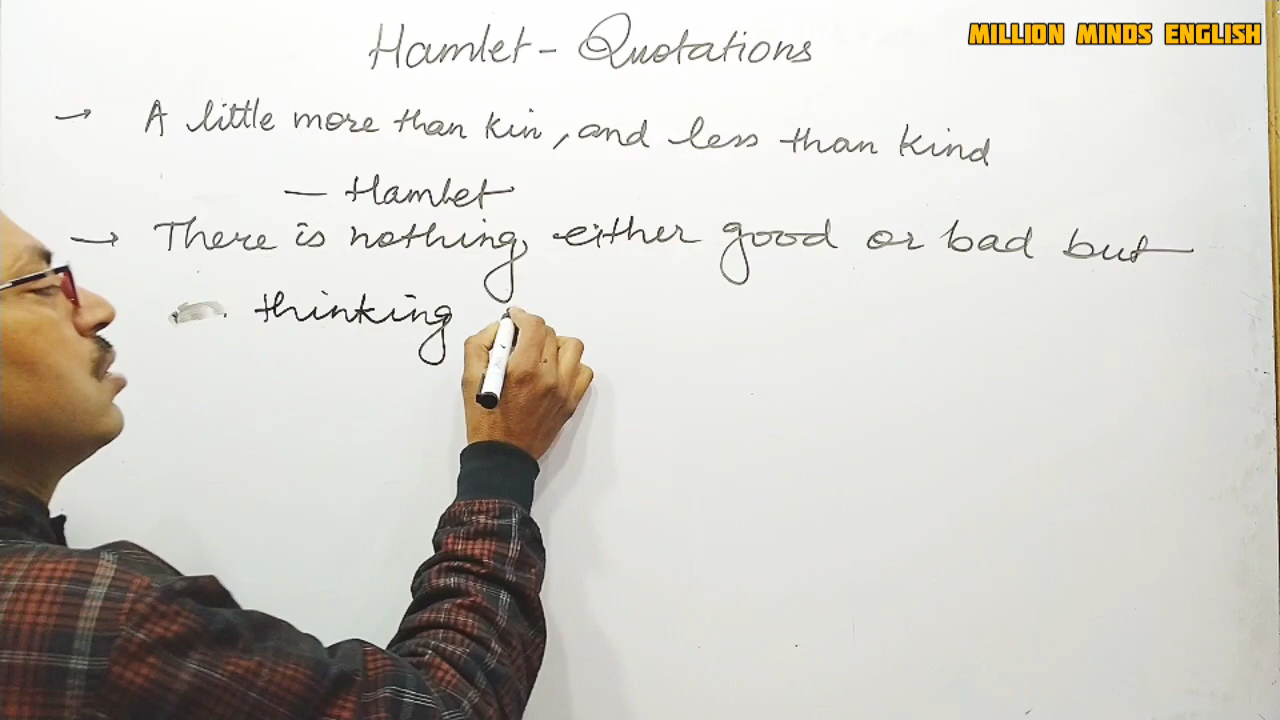 MILLION MINDS ENGLISH
Hamlet - Quotations
→ A little more than kin, and less than kind
— Hamlet
→ There is nothing either good or bad but
thinking